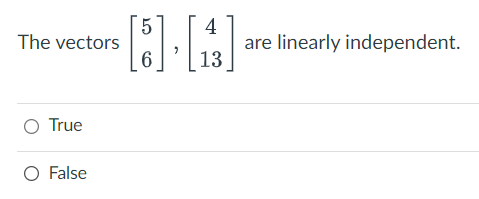 The vectors [5 6], [4 13] are linearly independent.
True
False